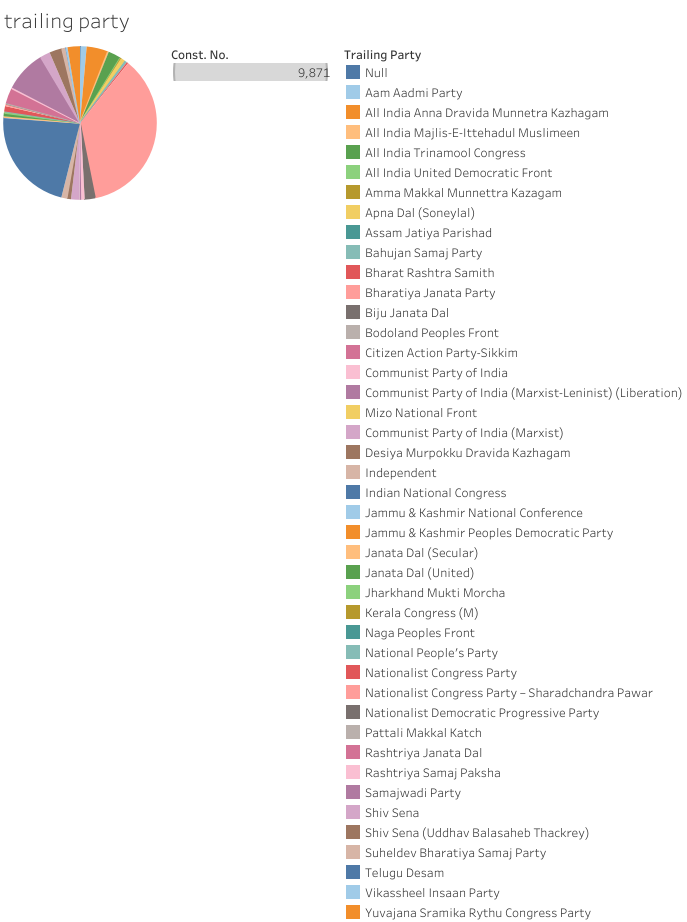 trailing party
Const. No.
9,871
Trailing Party
Null
Aam Aadmi Party
All India Anna Dravida Munnetra Kazhagam
All India Majlis-E-Ittehadul Muslimeen
All India Trinamool Congress
All India United Democratic Front
Amma Makkal Munnettra Kazagam
Apna Dal (Soneylal)
Assam Jatiya Parishad
Bahujan Samaj Party
Bharat Rashtra Samith
Bharatiya Janata Party
Biju Janata Dal
Bodoland Peoples Front
Citizen Action Party-Sikkim
Communist Party of India
Communist Party of India (Marxist-Leninist) (Liberation)
Mizo National Front
Communist Party of India (Marxist)
Desiya Murpokku Dravida Kazhagam
Independent
Indian National Congress
Jammu & Kashmir National Conference
Jammu & Kashmir Peoples Democratic Party
Janata Dal (Secular)
Janata Dal (United)
Jharkhand Mukti Morcha
Kerala Congress (M)
Naga Peoples Front
National People's Party
Nationalist Congress Party
Nationalist Congress Party – Sharadchandra Pawar
Nationalist Democratic Progressive Party
Pattali Makkal Katch
Rashtriya Janata Dal
Rashtriya Samaj Paksha
Samajwadi Party
Shiv Sena
Shiv Sena (Uddhav Balasaheb Thackrey)
Suheldev Bharatiya Samaj Party
Telugu Desam
Vikassheel Insaan Party
Yuvajana Sramika Rythu Congress Party